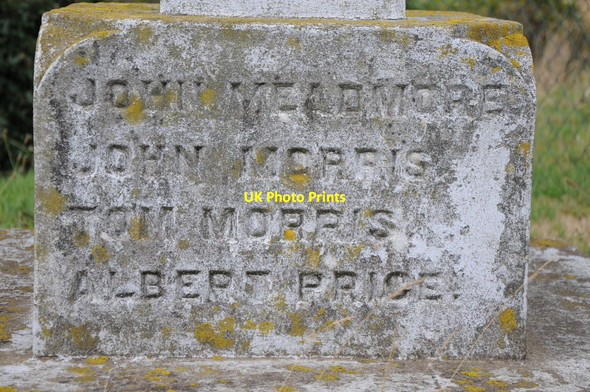 JOHN MEADMORE
JOHN MORRIS
UK Photo Prints
TOM MORRIS
ALBERT PRICE.